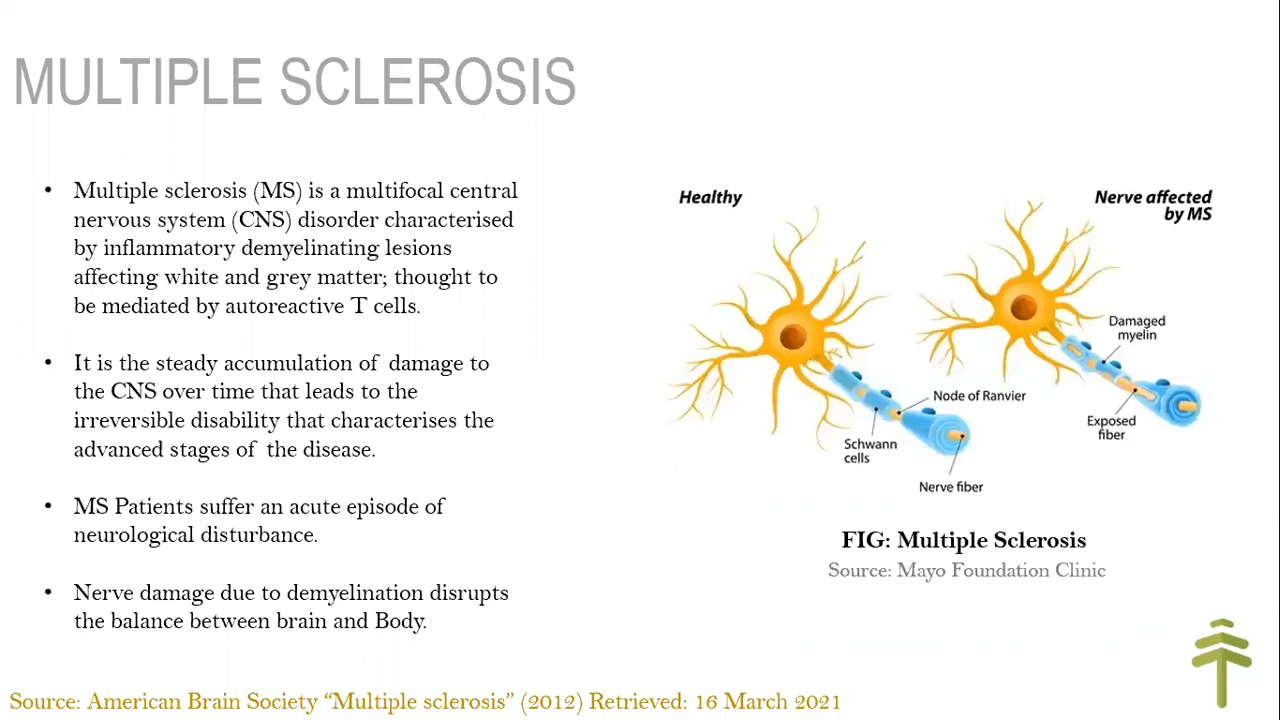 MULTIPLE SCLEROSIS
• Multiple sclerosis (MS) is a multifocal central
nervous system (CNS) disorder characterised
by inflammatory demyelinating lesions
affecting white and grey matter; thought to
be mediated by autoreactive T cells.
• It is the steady accumulation of damage to
the CNS over time that leads to the
irreversible disability that characterises the
advanced stages of the disease.
• MS Patients suffer an acute episode of
neurological disturbance.
• Nerve damage due to demyelination disrupts
the balance between brain and Body.
Healthy
Nerve affected
by MS
Damaged
myelin
Node of Ranvier
Exposed
fiber
Schwann
cells
Nerve fiber
FIG: Multiple Sclerosis
Source: Mayo Foundation Clinic
Source: American Brain Society “Multiple sclerosis” (2012) Retrieved: 16 March 2021